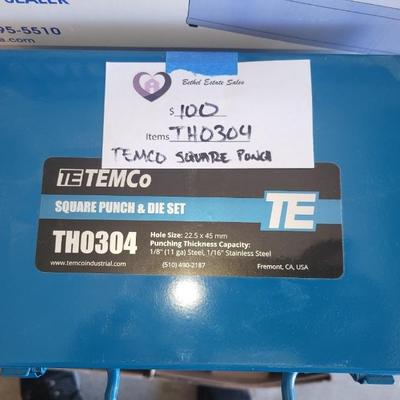 SEALER
95-5510
a.com
Bethel Estate Sales
$ 100
Items TH0304
TEMCO SQUARE PUNCH
TE TEMCo
SQUARE PUNCH & DIE SET
TH0304
www.temcoindustrial.com
Hole Size: 22.5 x 45 mm
Punching Thickness Capacity:
1/8" (11 ga) Steel, 1/16" Stainless Steel
(510) 490-2187
Fremont, CA, USA
TE